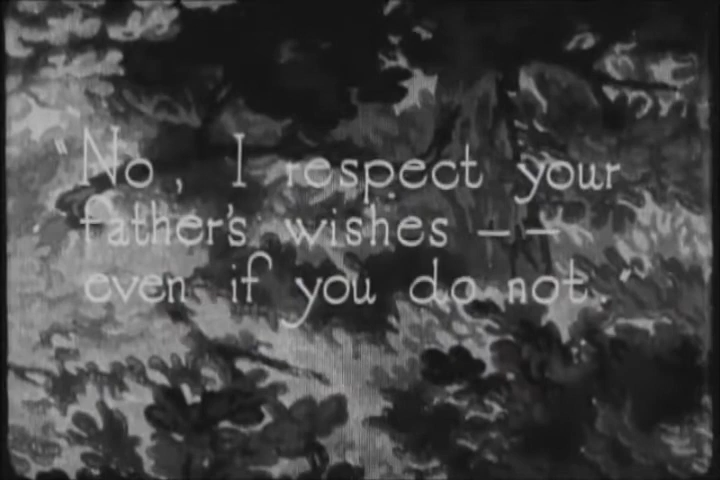 "No, I respect your
father's wishes --
even if you do not."